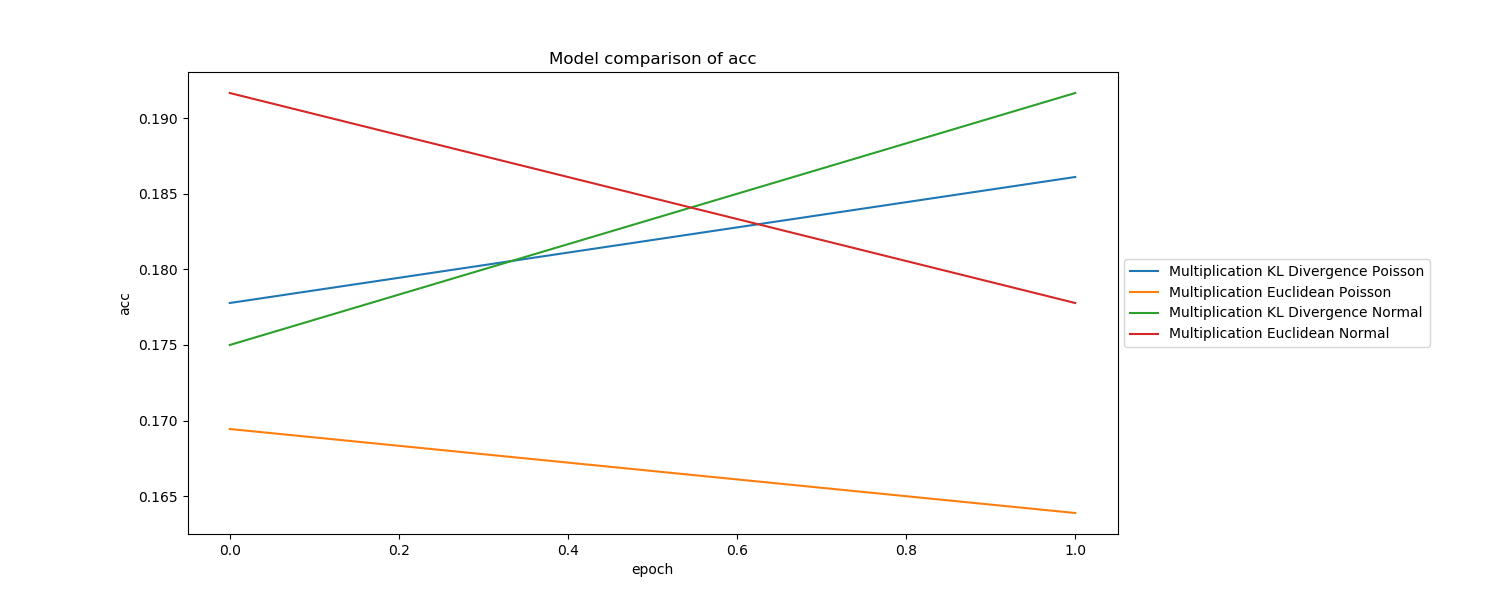 Model comparison of acc
0.190
0.185
0.180
0.175
0.170
0.165
acc
0.0 0.2 0.4 0.6 0.8 1.0
epoch
Multiplication KL Divergence Poisson
Multiplication Euclidean Poisson
Multiplication KL Divergence Normal
Multiplication Euclidean Normal